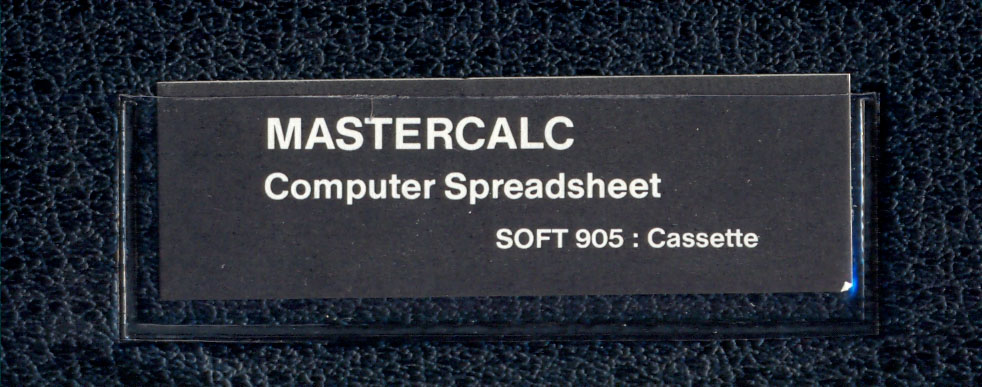 MASTERCALC
Computer Spreadsheet
SOFT 905 : Cassette